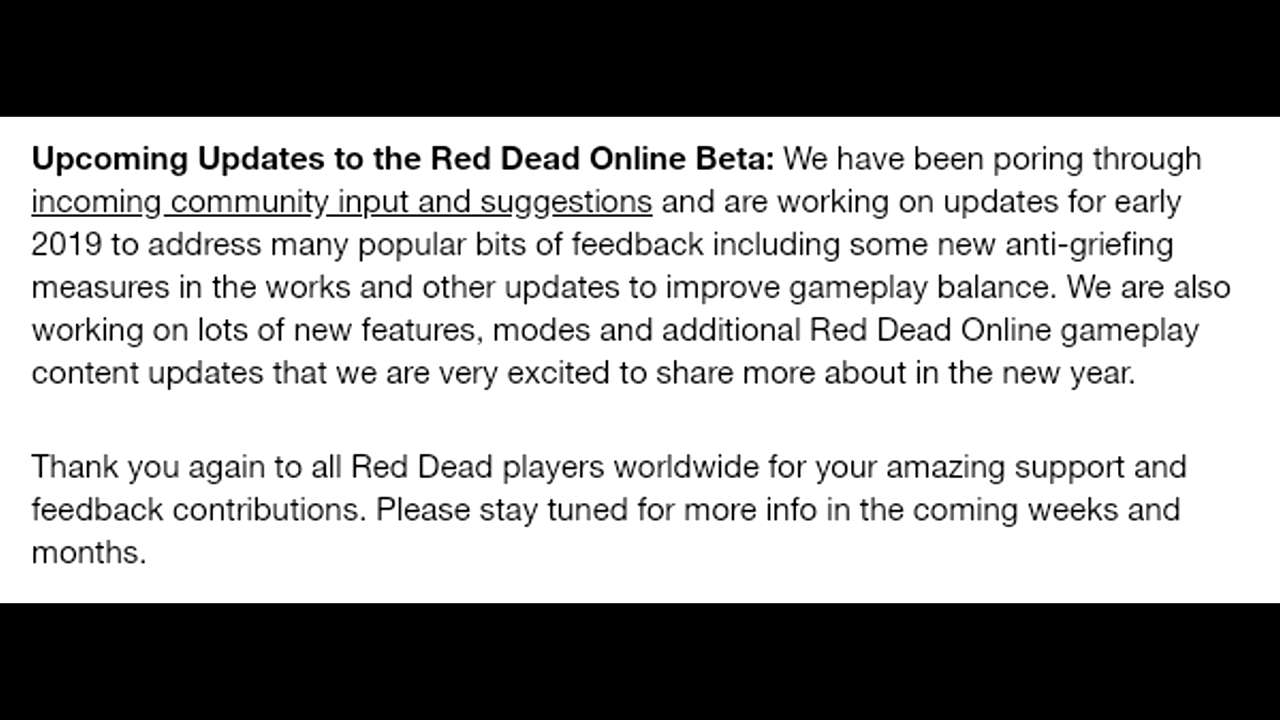 Upcoming Updates to the Red Dead Online Beta: We have been poring through
incoming community input and suggestions and are working on updates for early
2019 to address many popular bits of feedback including some new anti-griefing
measures in the works and other updates to improve gameplay balance. We are also
working on lots of new features, modes and additional Red Dead Online gameplay
content updates that we are very excited to share more about in the new year.
Thank you again to all Red Dead players worldwide for your amazing support and
feedback contributions. Please stay tuned for more info in the coming weeks and
months.